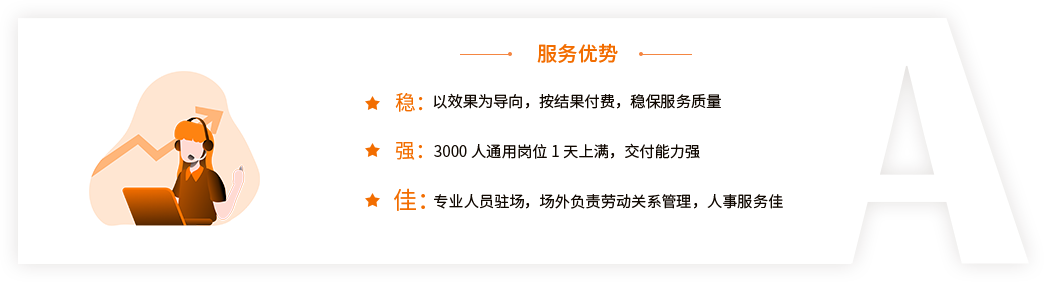 服务优势
稳：以效果为导向，按结果付费，稳保服务质量
强：3000 人通用岗位 1 天上满，交付能力强
佳：专业人员驻场，场外负责劳动关系管理，人事服务佳
A